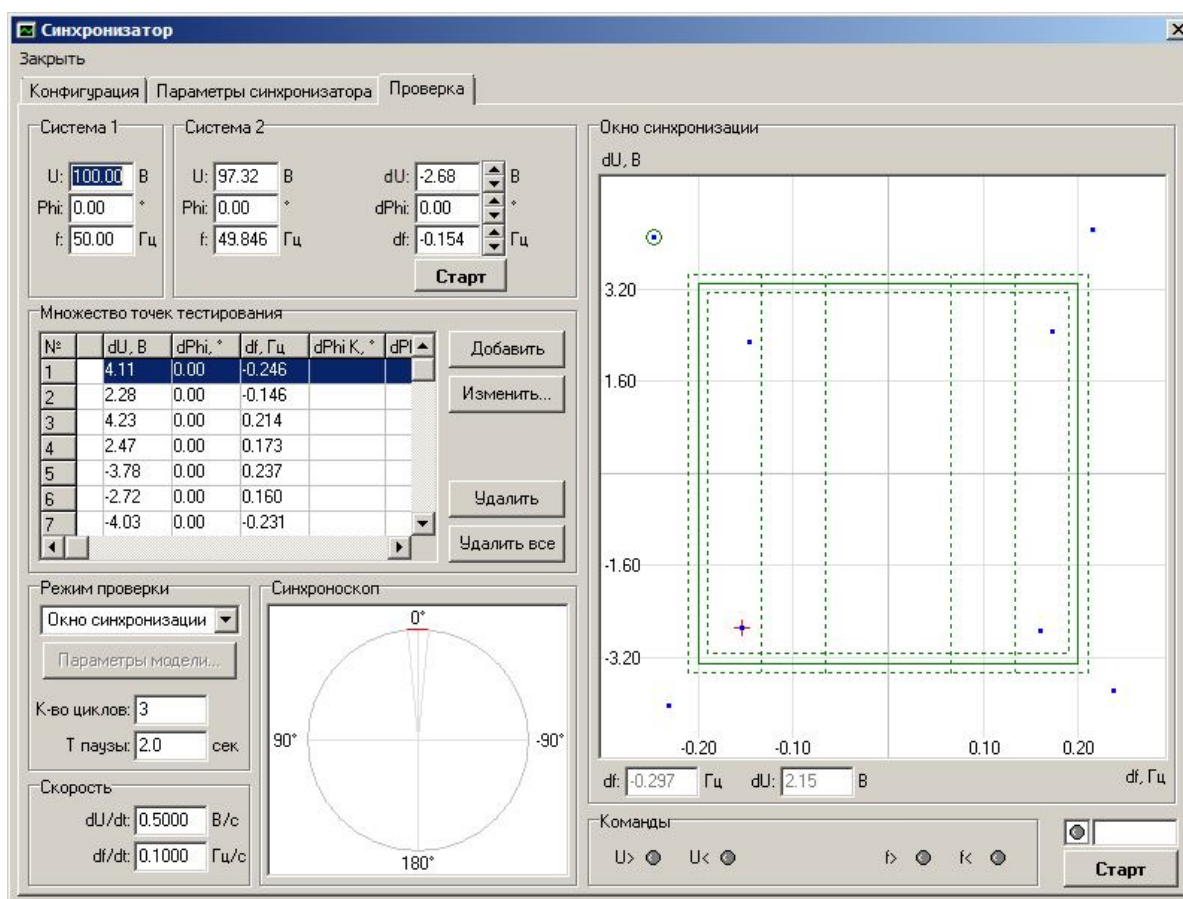 Синхронизатор
Закрыть
Конфигурация Параметры синхронизатора Проверка
Система 1
U: 100.00 В
Phi: 0.00 °
f: 50.00 Гц
Система 2
U: 97.32 В dU: -2.68 В
Phi: 0.00 ° dPhi: 0.00 °
f: 49.846 Гц df: -0.154 Гц
Старт
Множество точек тестирования
№ dU, В dPhi, ° df, Гц dPhi K, °
1 4.11 0.00 -0.246
2 2.28 0.00 -0.146
3 4.23 0.00 0.214
4 2.47 0.00 0.173
5 -3.78 0.00 0.237
6 -2.72 0.00 0.160
7 -4.03 0.00 -0.231
Добавить
Изменить...
Удалить
Удалить все
Режим проверки
Окно синхронизации
Параметры модели...
К-во циклов: 3
Т паузы: 2.0 сек
Скорость
dU/dt: 0.5000 В/с
df/dt: 0.1000 Гц/с
Синхроноскоп
0°
90° -90°
180°
Окно синхронизации
dU, В
3.20
1.60
-1.60
-3.20
-0.20 -0.10 0.10 0.20
df: -0.297 Гц dU: 2.15 В df, Гц
Команды
U> U< f> f<
Старт